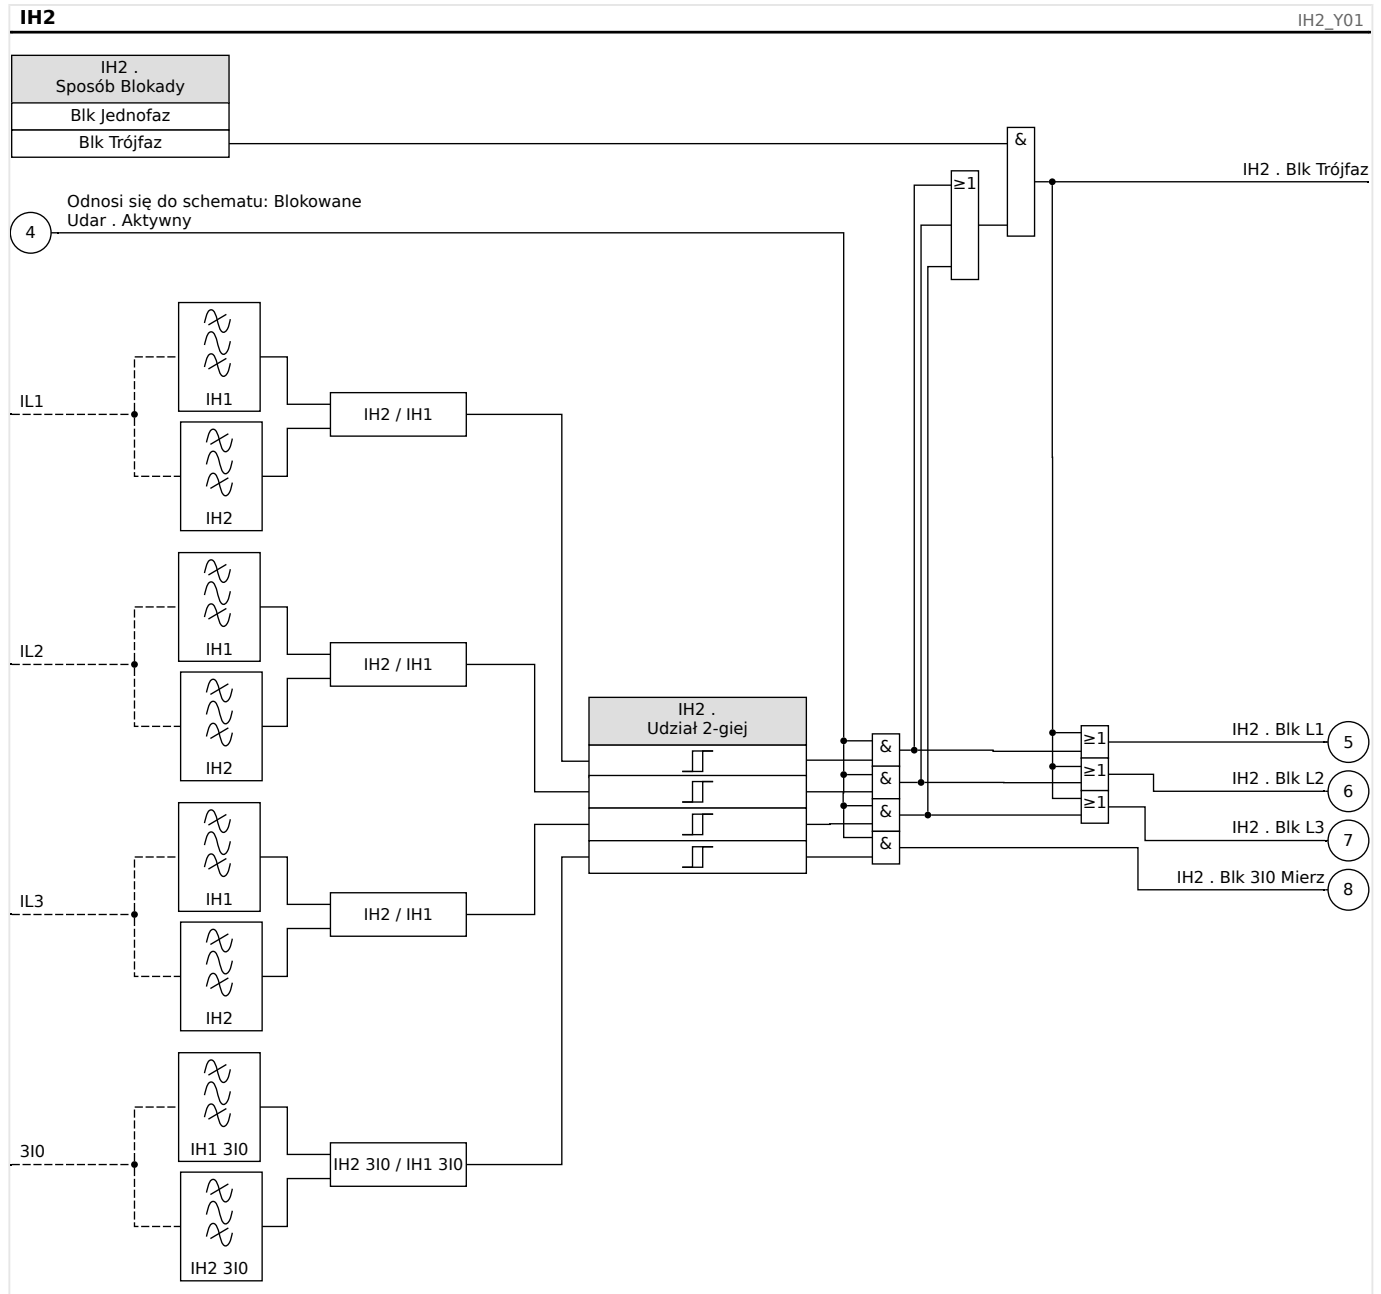 IH2
IH2_Y01
IH2 .
Sposób Blokady
Blk Jednofaz
Blk Trójfaz
&
IH2 . Blk Trójfaz
≥1
Odnosi się do schematu: Blokowane
Udar . Aktywny
4
IH1
IL1
IH2 / IH1
IH2
IH1
IL2
IH2 / IH1
IH2
IH2 .
Udział 2-giej
&
&
&
&
≥1
≥1
≥1
IH2 . Blk L1
5
IH2 . Blk L2
6
IH2 . Blk L3
7
IH2 . Blk 3I0 Mierz
8
IH1
IL3
IH2 / IH1
IH2
IH1 3I0
3I0
IH2 3I0 / IH1 3I0
IH2 3I0